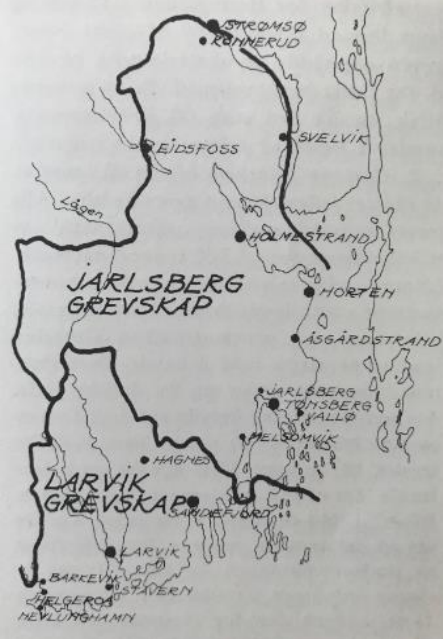 STRØMSØ
KONNERUD
EJDSFOSS
SVELVIK
Lågen
HOLMESTRAND
JARLSBERG
GREVSKAP
HORTEN
ÅSGÅRDSTRAND
JARLSBERG
TØNSBERG
VALLØ
MELSOMVIK
HAGNES
LARVIK
GREVSKAP
SANDEFJORD
LARVIK
BARKEVIK
STAVERN
HELGEROA
NEVLUNGHAMN